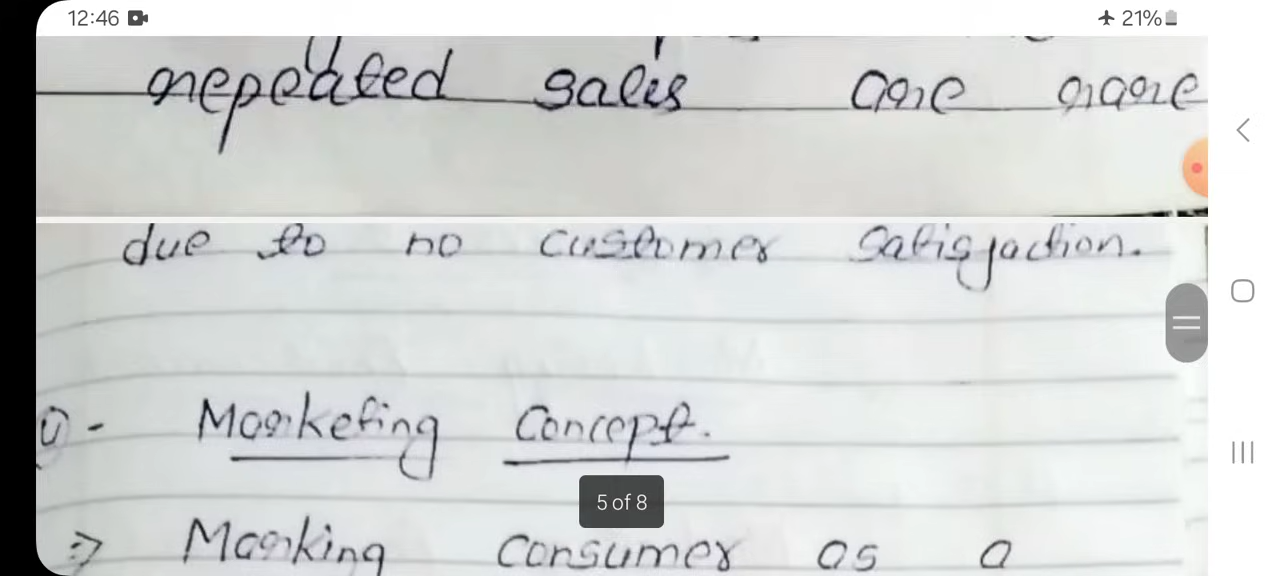 12:46
21%
repeated sales are rare
due to no customer satisfaction.
Marketing Concept.
5 of 8
⇒ Marking consumer as a